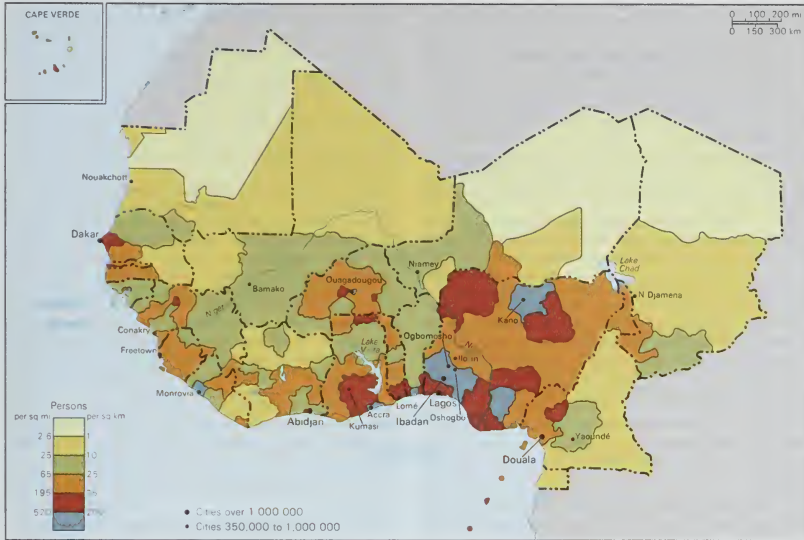 CAPE VERDE
0 100 200 mi
0 150 300 km
Nouakchott
Dakar
Bamako
Niger
Conakry
Freetown
Monrovia
Abidjan
Ouagadougou
Niamey
Lake
Kumasi
Accra
Lomé
Ogbomosho
N.
Ibadan
Lagos
Oshogbo
Kano
Lake
Chad
N'Djamena
Douala
Yaoundé
Persons
per sq mi per sq km
2.6 1
25 10
65 25
195 75
520
● Cities over 1 000 000
• Cities 350,000 to 1,000,000